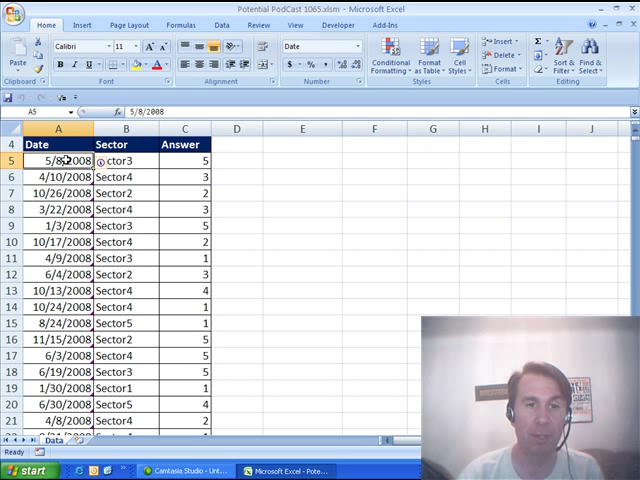 Potential PodCast 1065.xlsm - Microsoft Excel
Home Insert Page Layout Formulas Data Review View Developer Add-Ins
Calibri 11 Date Insert
Paste Conditional Formatting Format as Table Cell Styles Delete
B I U $ % , Format
Clipboard Font Alignment Number Styles Cells Editing
A5 fx 5/8/2008
A B C D E F G H I J
4 Date Sector Answer
5 5/8/2008 ctor3 5
6 4/10/2008 Sector4 3
7 10/26/2008 Sector2 2
8 3/22/2008 Sector4 3
9 1/3/2008 Sector3 5
10 10/17/2008 Sector4 2
11 4/9/2008 Sector3 1
12 6/4/2008 Sector2 3
13 10/13/2008 Sector4 4
14 10/24/2008 Sector4 1
15 8/24/2008 Sector5 1
16 11/15/2008 Sector2 5
17 6/3/2008 Sector4 5
18 6/19/2008 Sector3 5
19 1/30/2008 Sector1 1
20 6/30/2008 Sector5 4
21 4/8/2008 Sector4 2
Data
Ready
start Camtasia Studio - Unt... Microsoft Excel - Pote...